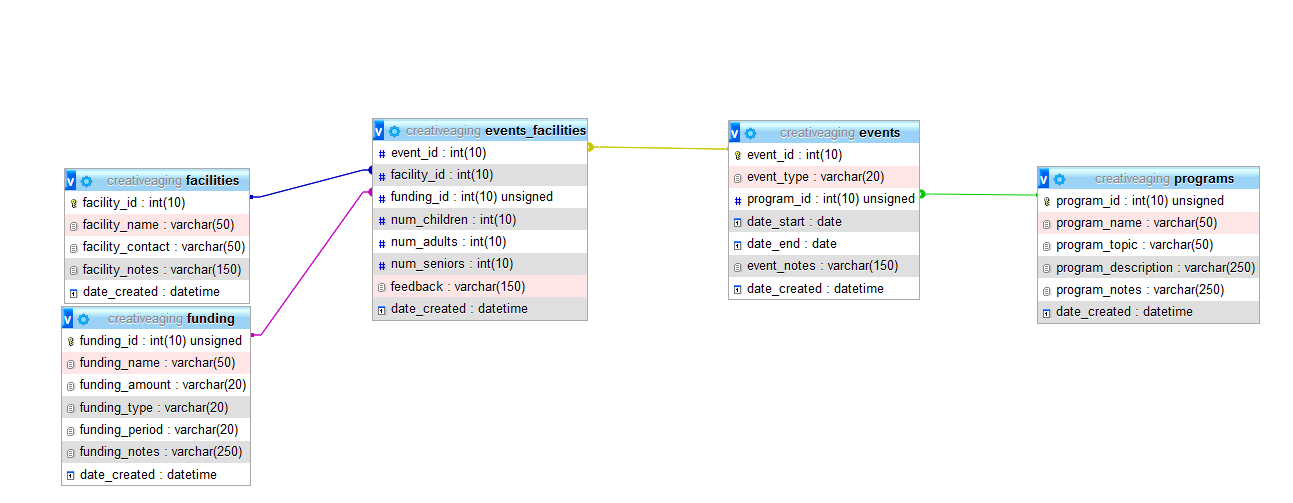 v creativeaging facilities
facility_id : int(10)
facility_name : varchar(50)
facility_contact : varchar(50)
facility_notes : varchar(150)
date_created : datetime
v creativeaging funding
funding_id : int(10) unsigned
funding_name : varchar(50)
funding_amount : varchar(20)
funding_type : varchar(20)
funding_period : varchar(20)
funding_notes : varchar(250)
date_created : datetime
v creativeaging events_facilities
# event_id : int(10)
# facility_id : int(10)
# funding_id : int(10) unsigned
# num_children : int(10)
# num_adults : int(10)
# num_seniors : int(10)
feedback : varchar(150)
date_created : datetime
v creativeaging events
event_id : int(10)
event_type : varchar(20)
# program_id : int(10) unsigned
date_start : date
date_end : date
event_notes : varchar(150)
date_created : datetime
v creativeaging programs
program_id : int(10) unsigned
program_name : varchar(50)
program_topic : varchar(50)
program_description : varchar(250)
program_notes : varchar(250)
date_created : datetime